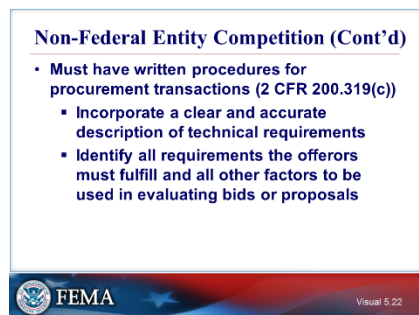 Non-Federal Entity Competition (Cont'd)
• Must have written procedures for
procurement transactions (2 CFR 200.319(c))
▪ Incorporate a clear and accurate
description of technical requirements
▪ Identify all requirements the offerors
must fulfill and all other factors to be
used in evaluating bids or proposals
FEMA
Visual 5.22